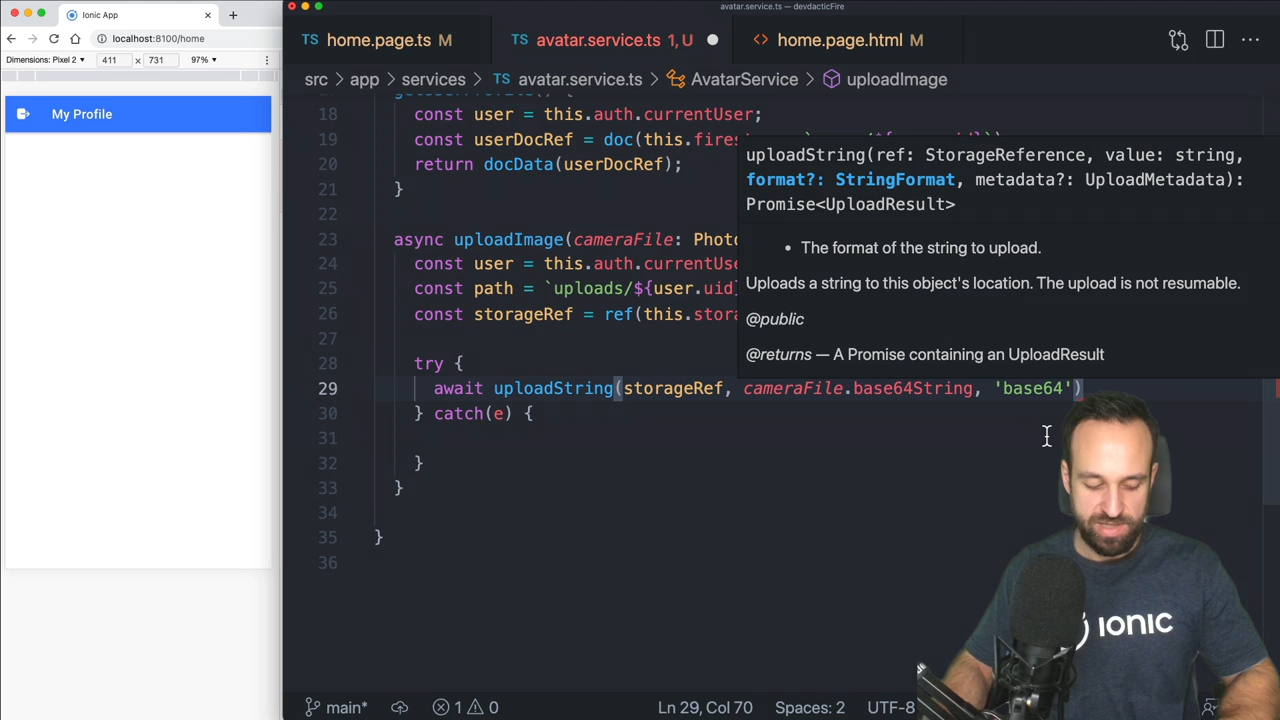 avatar.service.ts — devdacticFire
Ionic App
localhost:8100/home
Dimensions: Pixel 2 411 × 731 97%
My Profile
TS home.page.ts M
TS avatar.service.ts 1, U
<> home.page.html M
src > app > services > TS avatar.service.ts > AvatarService > uploadImage
18 const user = this.auth.currentUser;
19 const userDocRef = doc(this.fires
20 return docData(userDocRef);
21 }
22
23 async uploadImage(cameraFile: Photo
24 const user = this.auth.currentUse
25 const path = `uploads/${user.uid}
26 const storageRef = ref(this.stora
27
28 try {
29 await uploadString(storageRef, cameraFile.base64String, 'base64')
30 } catch(e) {
31
32 }
33 }
34
35 }
36
uploadString(ref: StorageReference, value: string,
format?: StringFormat, metadata?: UploadMetadata):
Promise<UploadResult>
• The format of the string to upload.
Uploads a string to this object's location. The upload is not resumable.
@public
@returns — A Promise containing an UploadResult
IONIC
main* 1 0 Ln 29, Col 70 Spaces: 2 UTF-8